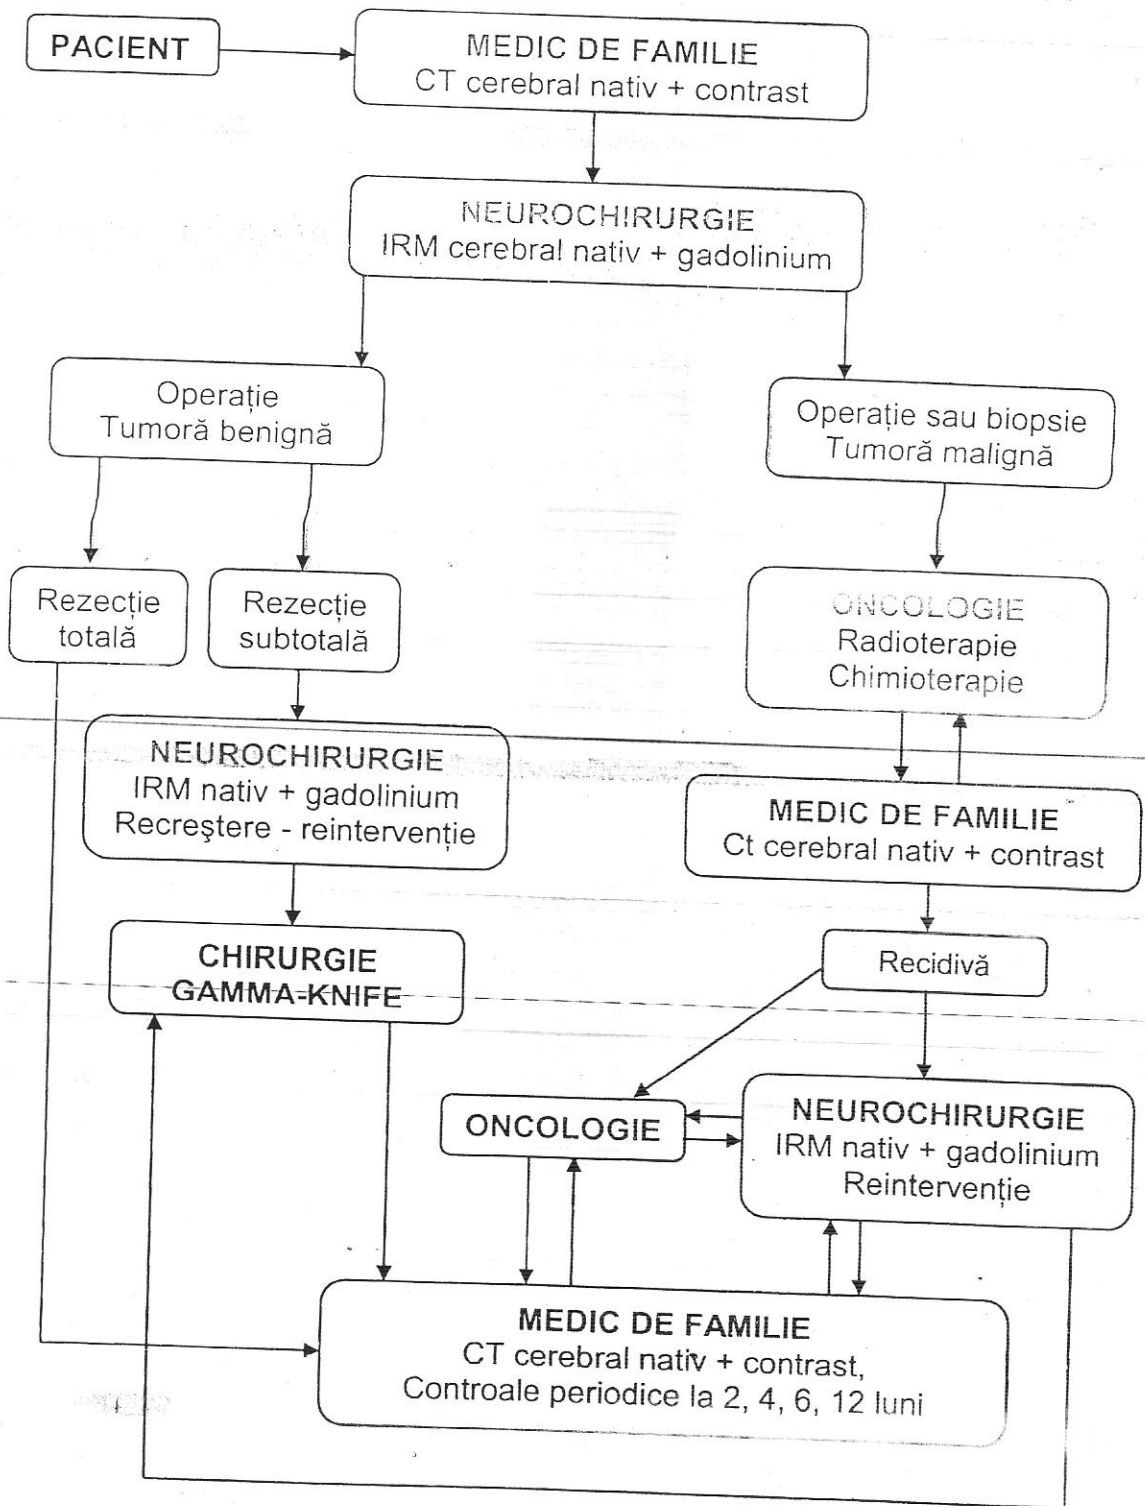 PACIENT
MEDIC DE FAMILIE
CT cerebral nativ + contrast
NEUROCHIRURGIE
IRM cerebral nativ + gadolinium
Operație
Tumoră benignă
Operație sau biopsie
Tumoră malignă
Rezecție
totală
Rezecție
subtotală
ONCOLOGIE
Radioterapie
Chimioterapie
NEUROCHIRURGIE
IRM nativ + gadolinium
Recreştere - reintervenție
MEDIC DE FAMILIE
Ct cerebral nativ + contrast
CHIRURGIE
GAMMA-KNIFE
Recidivă
ONCOLOGIE
NEUROCHIRURGIE
IRM nativ + gadolinium
Reintervenție
MEDIC DE FAMILIE
CT cerebral nativ + contrast,
Controale periodice la 2, 4, 6, 12 luni